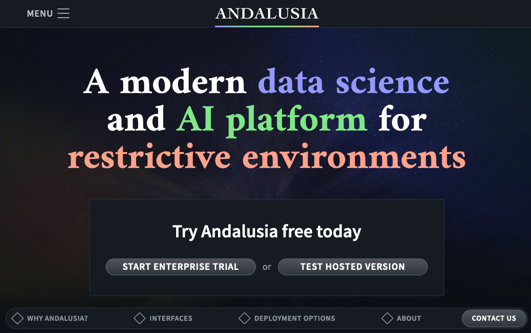 MENU
ANDALUSIA
A modern data science
and AI platform for
restrictive environments
Try Andalusia free today
START ENTERPRISE TRIAL or TEST HOSTED VERSION
WHY ANDALUSIA? INTERFACES DEPLOYMENT OPTIONS ABOUT CONTACT US